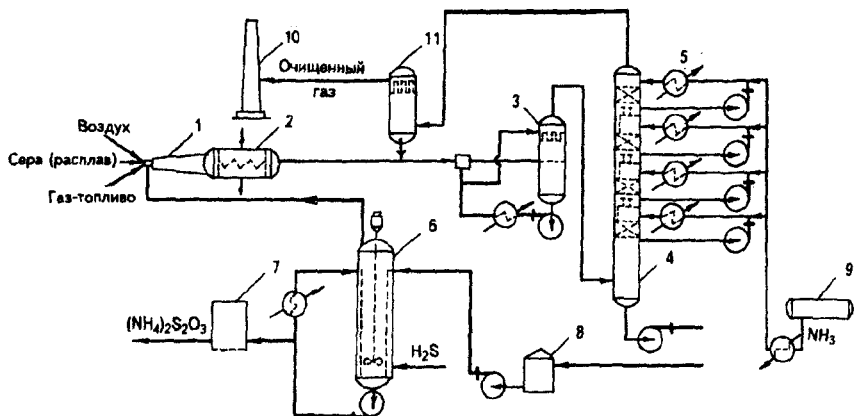 10
11
5
Очищенный
газ
3
Воздух
1
2
Сера (расплав)
Газ-топливо
6
4
7
9
(NH₄)₂S₂O₃
NH₃
H₂S
8